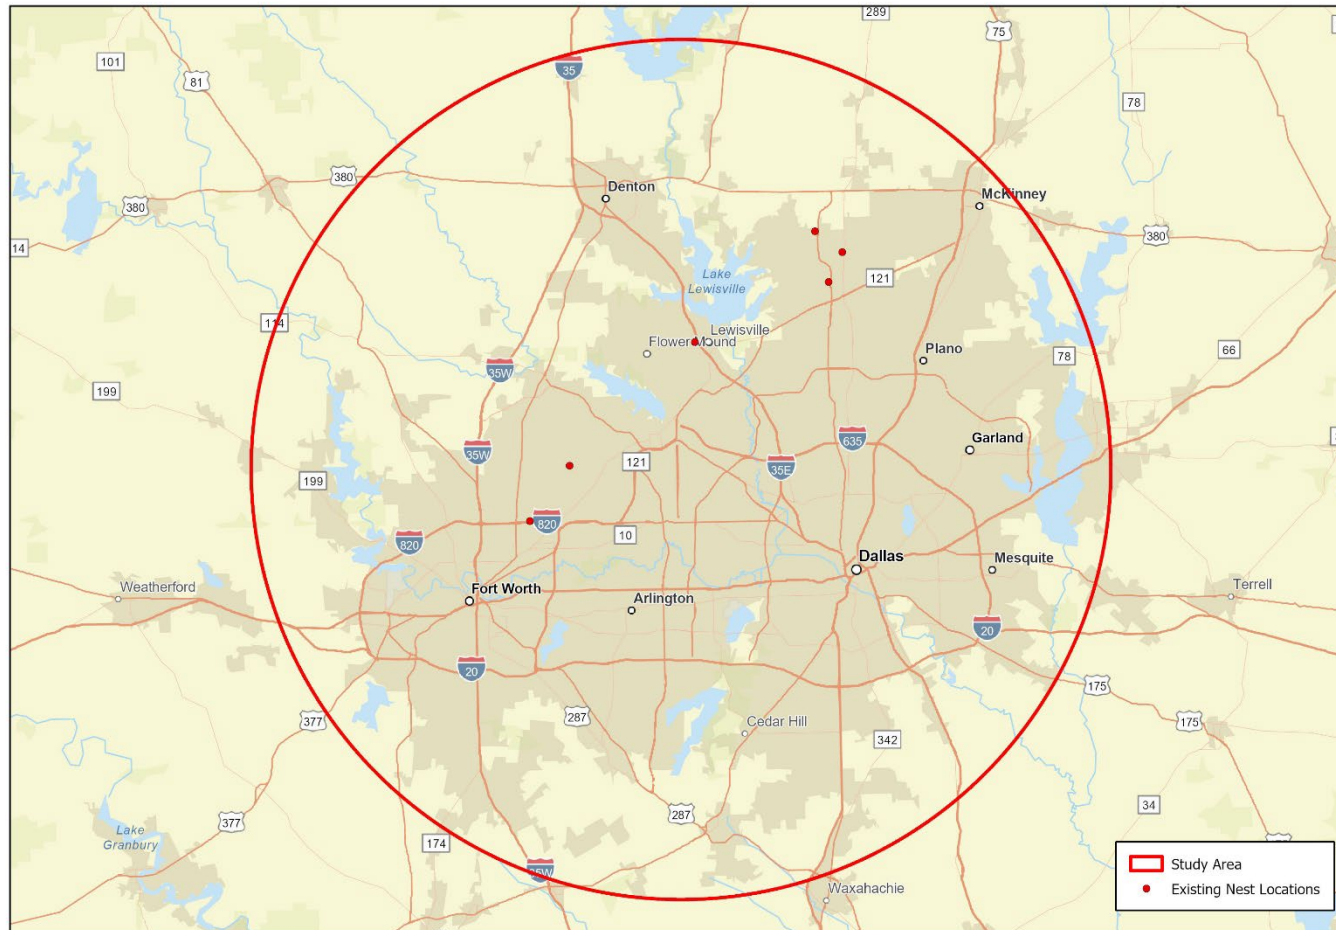 289
75
101
35
81
78
380
Denton
McKinney
380
380
14
Lake
Lewisville
121
114
Lewisville
Flower Mound
Plano
78
66
35W
199
635
Garland
35W
121
35E
199
820
10
820
Dallas
Mesquite
Weatherford
Fort Worth
Arlington
Terrell
20
20
175
287
377
175
Cedar Hill
342
34
287
377
Lake
Granbury
174
35W
Waxahachie
Study Area
Existing Nest Locations